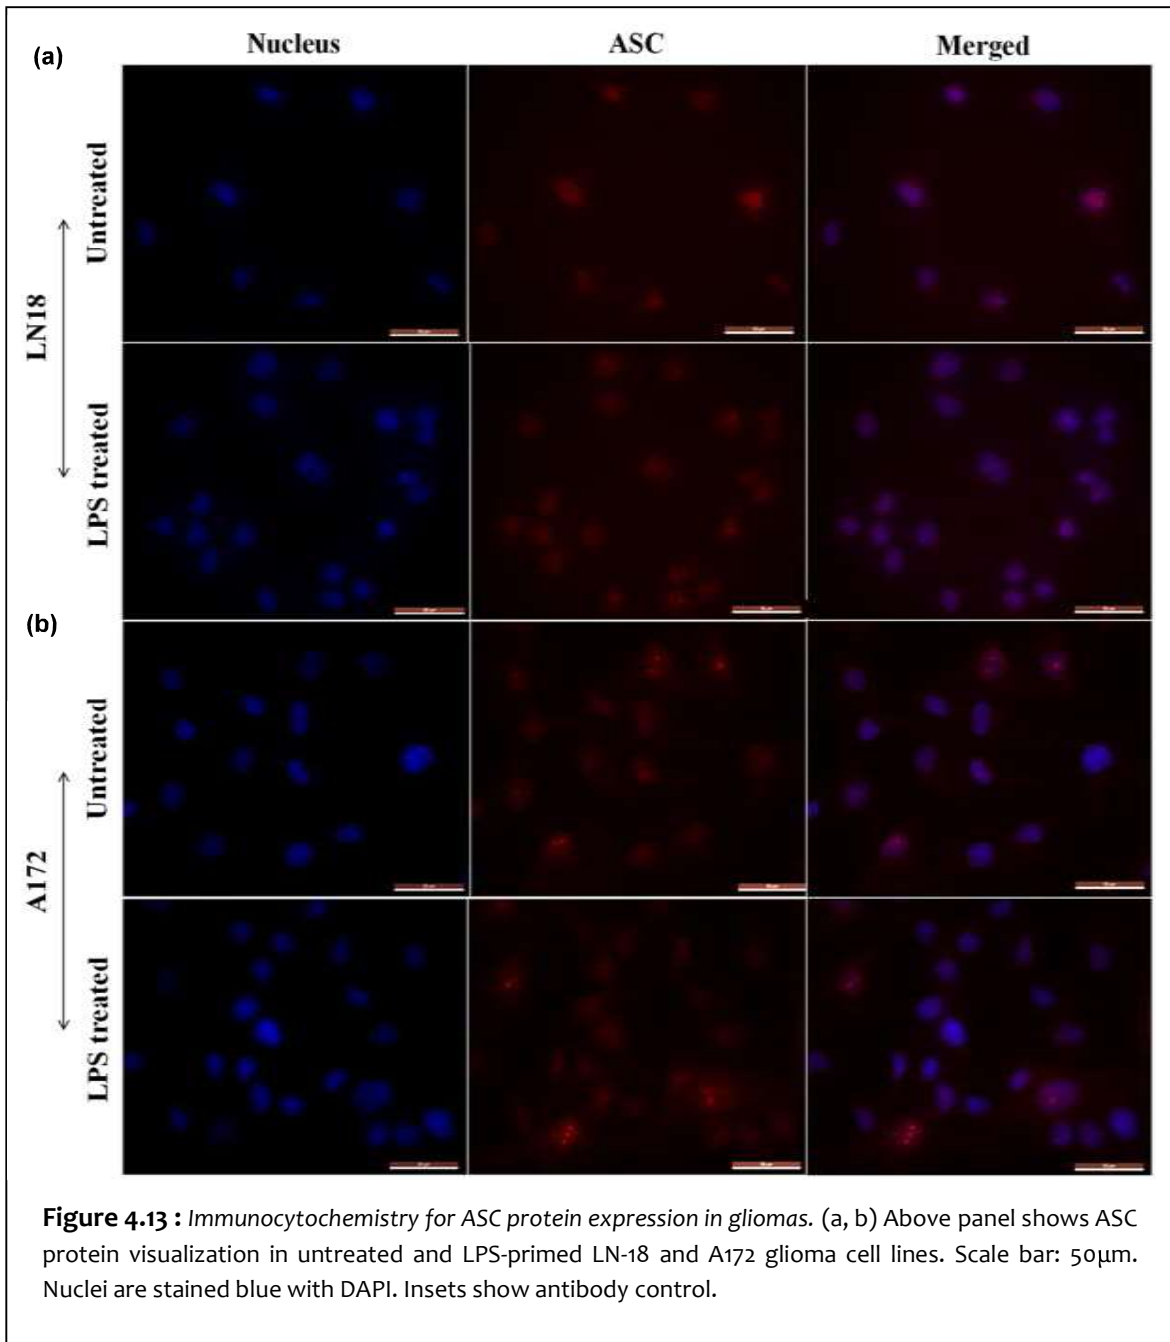 Nucleus ASC Merged
(a)
LN18
Untreated
LPS treated
(b)
A172
Untreated
LPS treated
Figure 4.13 : Immunocytochemistry for ASC protein expression in gliomas. (a, b) Above panel shows ASC
protein visualization in untreated and LPS-primed LN-18 and A172 glioma cell lines. Scale bar: 50µm.
Nuclei are stained blue with DAPI. Insets show antibody control.